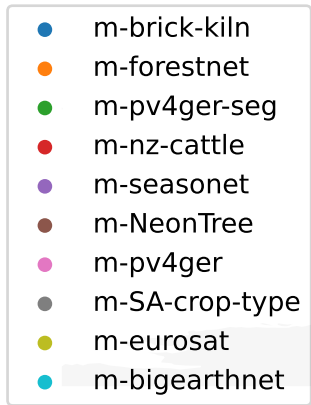 m-brick-kiln
m-forestnet
m-pv4ger-seg
m-nz-cattle
m-seasonet
m-NeonTree
m-pv4ger
m-SA-crop-type
m-eurosat
m-bigearthnet